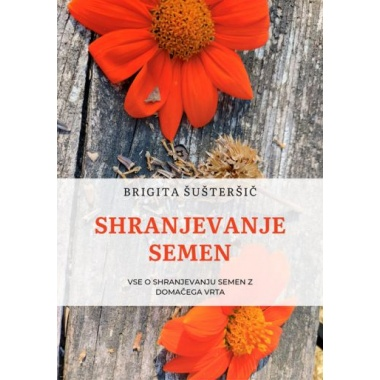 BRIGITA ŠUŠTERŠIČ
SHRANJEVANJE
SEMEN
VSE O SHRANJEVANJU SEMEN Z
DOMAČEGA VRTA